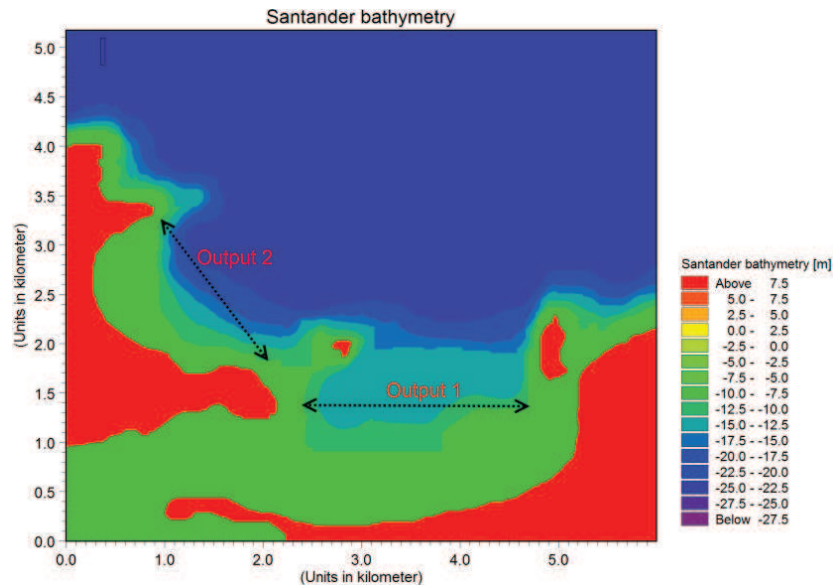 Santander bathymetry
5.0
4.5
4.0
3.5
3.0
2.5
2.0
1.5
1.0
0.5
0.0
(Units in kilometer)
Output 2
Output 1
0.0 1.0 2.0 3.0 4.0 5.0
(Units in kilometer)
Santander bathymetry [m]
Above 7.5
5.0 - 7.5
2.5 - 5.0
0.0 - 2.5
-2.5 - 0.0
-5.0 - -2.5
-7.5 - -5.0
-10.0 - -7.5
-12.5 - -10.0
-15.0 - -12.5
-17.5 - -15.0
-20.0 - -17.5
-22.5 - -20.0
-25.0 - -22.5
-27.5 - -25.0
Below -27.5